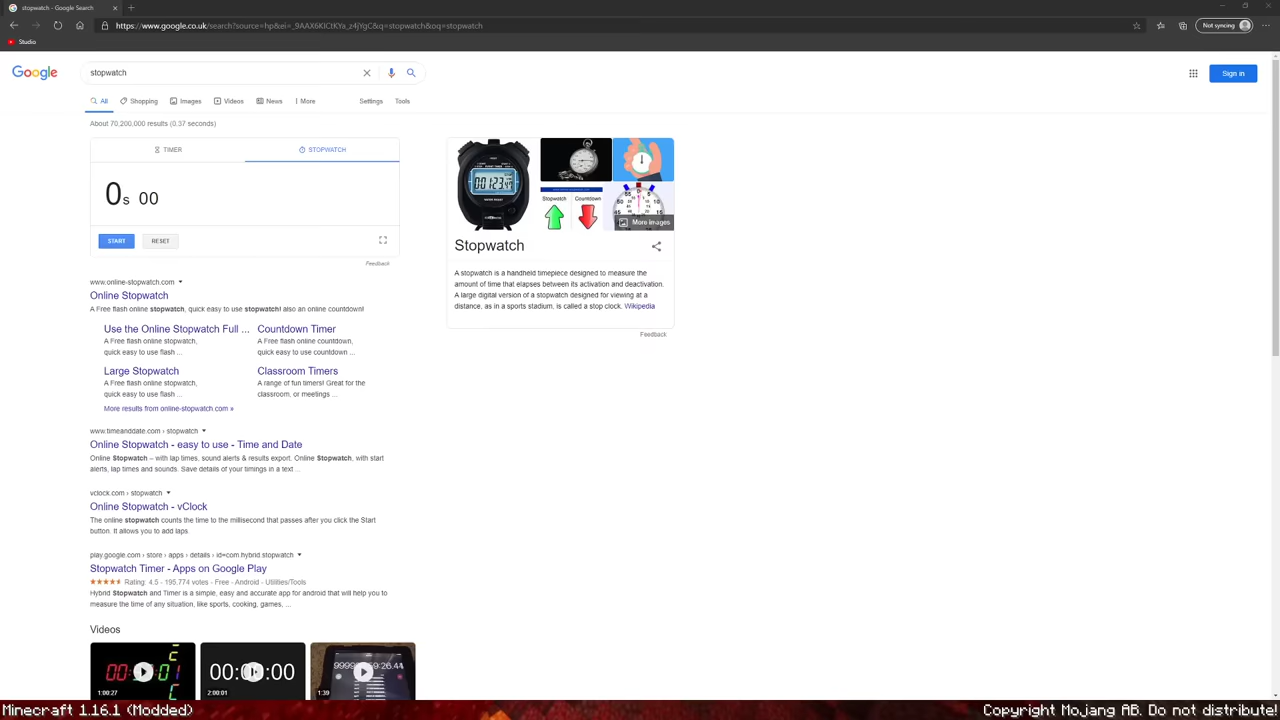 stopwatch - Google Search
https://www.google.co.uk/search?source=hp&ei=_9AAX6KICtKYa_z4jYgC&q=stopwatch&oq=stopwatch
Not syncing
Studio
Google
stopwatch
Sign in
All Shopping Images Videos News More Settings Tools
About 70,200,000 results (0.37 seconds)
TIMER STOPWATCH
0s 00
START RESET
Feedback
www.online-stopwatch.com
Online Stopwatch
A Free flash online stopwatch, quick easy to use stopwatch! also an online countdown!
Use the Online Stopwatch Full ...
A Free flash online stopwatch,
quick easy to use flash ...
Countdown Timer
A Free flash online countdown,
quick easy to use countdown ...
Large Stopwatch
A Free flash online stopwatch,
quick easy to use flash ...
Classroom Timers
A range of fun timers! Great for the
classroom, or meetings ...
More results from online-stopwatch.com »
www.timeanddate.com › stopwatch
Online Stopwatch - easy to use - Time and Date
Online Stopwatch – with lap times, sound alerts & results export. Online Stopwatch, with start
alerts, lap times and sounds. Save details of your timings in a text ...
vclock.com › stopwatch
Online Stopwatch - vClock
The online stopwatch counts the time to the millisecond that passes after you click the Start
button. It allows you to add laps
play.google.com › store › apps › details › id=com.hybrid.stopwatch
Stopwatch Timer - Apps on Google Play
Rating: 4.5 - 195,774 votes - Free - Android - Utilities/Tools
Hybrid Stopwatch and Timer is a simple, easy and accurate app for android that will help you to
measure the time of any situation, like sports, cooking, games, ...
Videos
1:00:27
2:00:01
1:39
Stopwatch Countdown
More images
Stopwatch
A stopwatch is a handheld timepiece designed to measure the
amount of time that elapses between its activation and deactivation.
A large digital version of a stopwatch designed for viewing at a
distance, as in a sports stadium, is called a stop clock. Wikipedia
Feedback
Minecraft 1.16.1